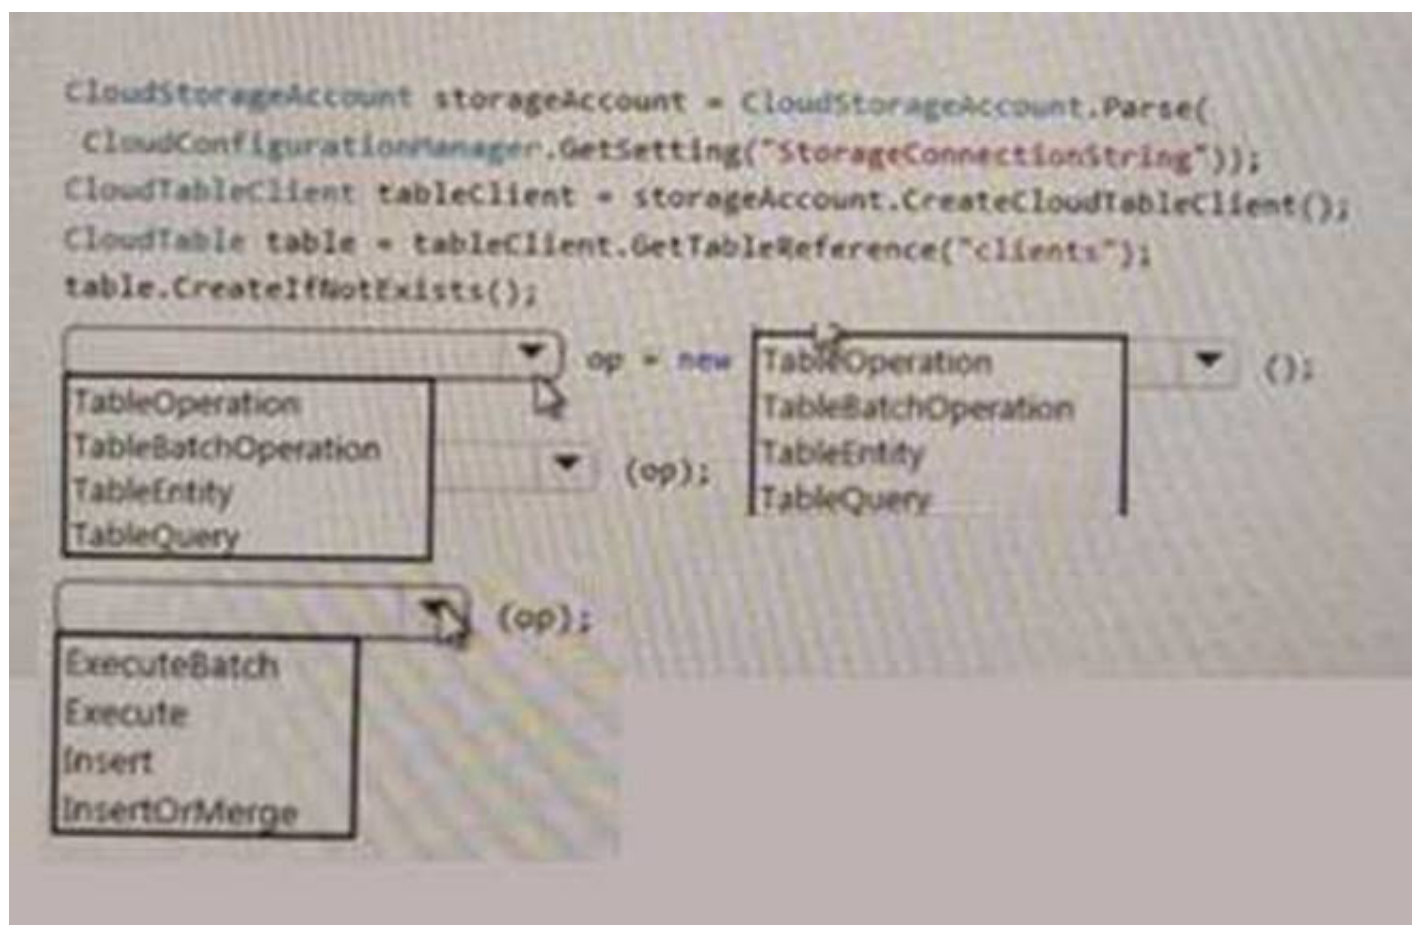 CloudStorageAccount storageAccount = CloudStorageAccount.Parse(
CloudConfigurationManager.GetSetting("StorageConnectionString"));
CloudTableClient tableClient = storageAccount.CreateCloudTableClient();
CloudTable table = tableClient.GetTableReference("clients");
table.CreateIfNotExists();
op = new
TableOperation
TableBatchOperation
TableEntity
TableQuery
();
TableOperation
TableBatchOperation
TableEntity
TableQuery
(op);
(op);
ExecuteBatch
Execute
Insert
InsertOrMerge